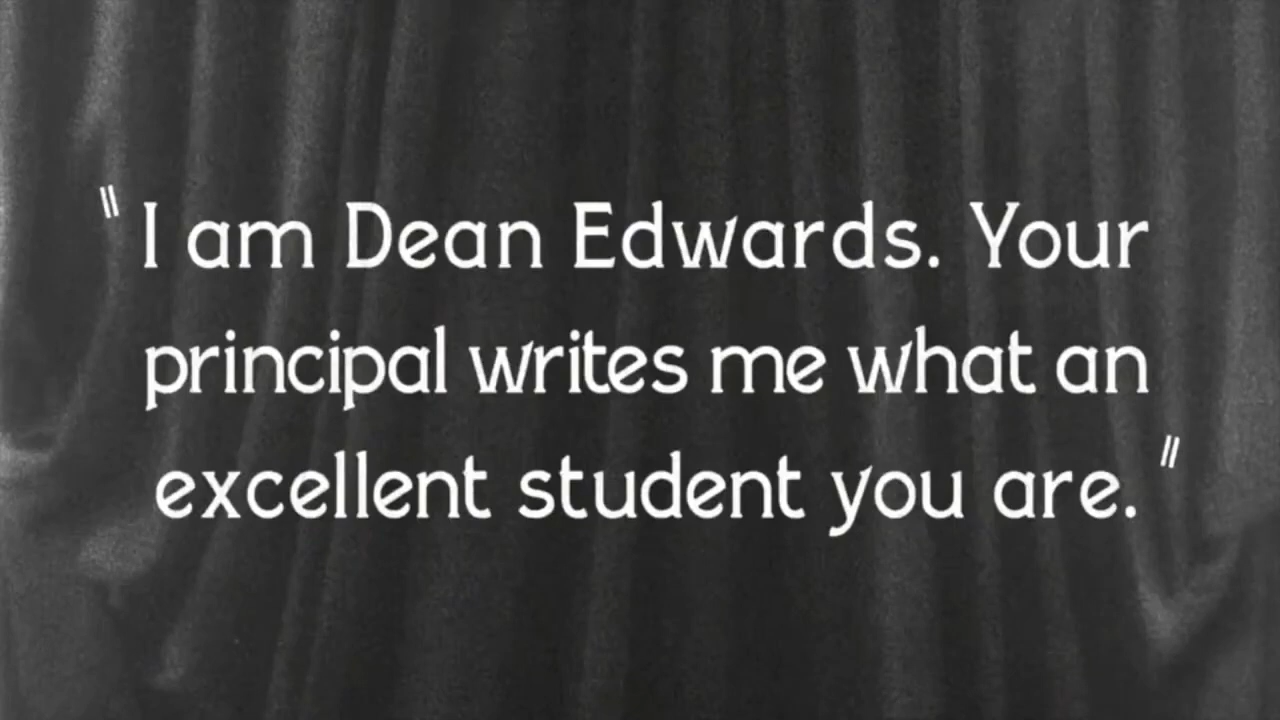 "I am Dean Edwards. Your
principal writes me what an
excellent student you are."